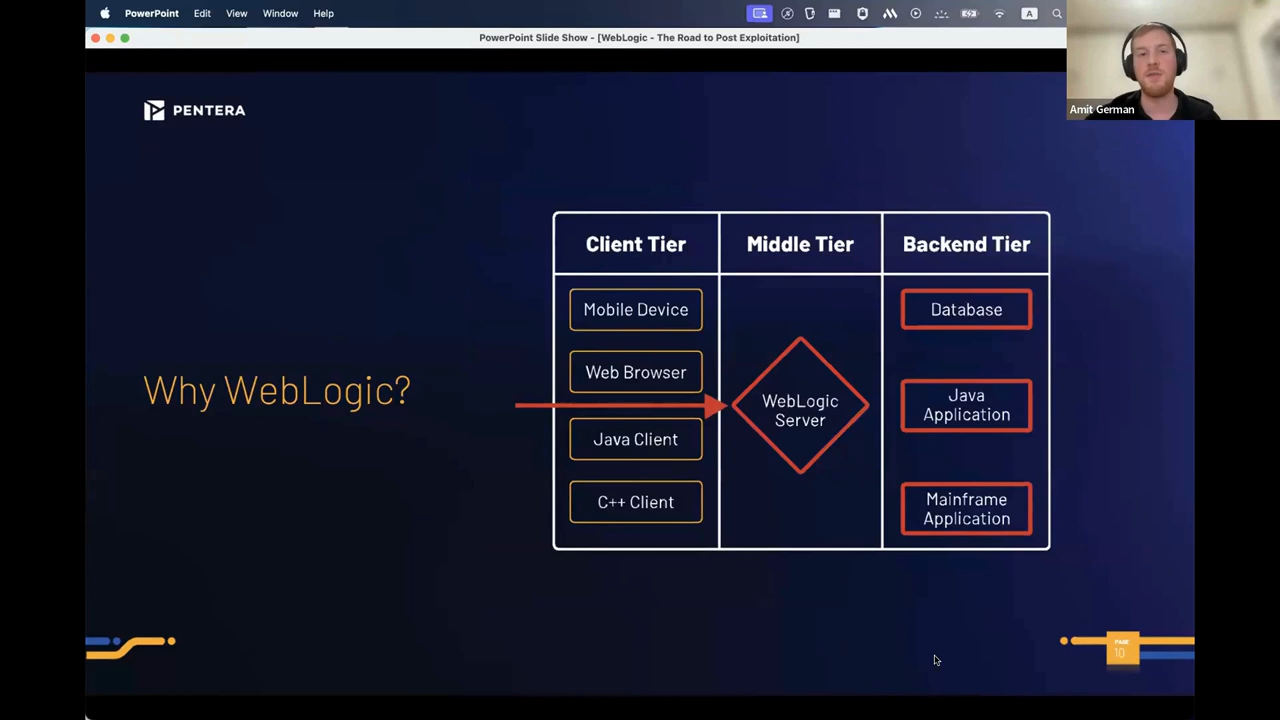 PowerPoint Edit View Window Help
A
PowerPoint Slide Show - [WebLogic - The Road to Post Exploitation]
Amit German
PENTERA
Why WebLogic?
Client Tier
Middle Tier
Backend Tier
Mobile Device
Web Browser
Java Client
C++ Client
WebLogic
Server
Database
Java
Application
Mainframe
Application
PAGE
10